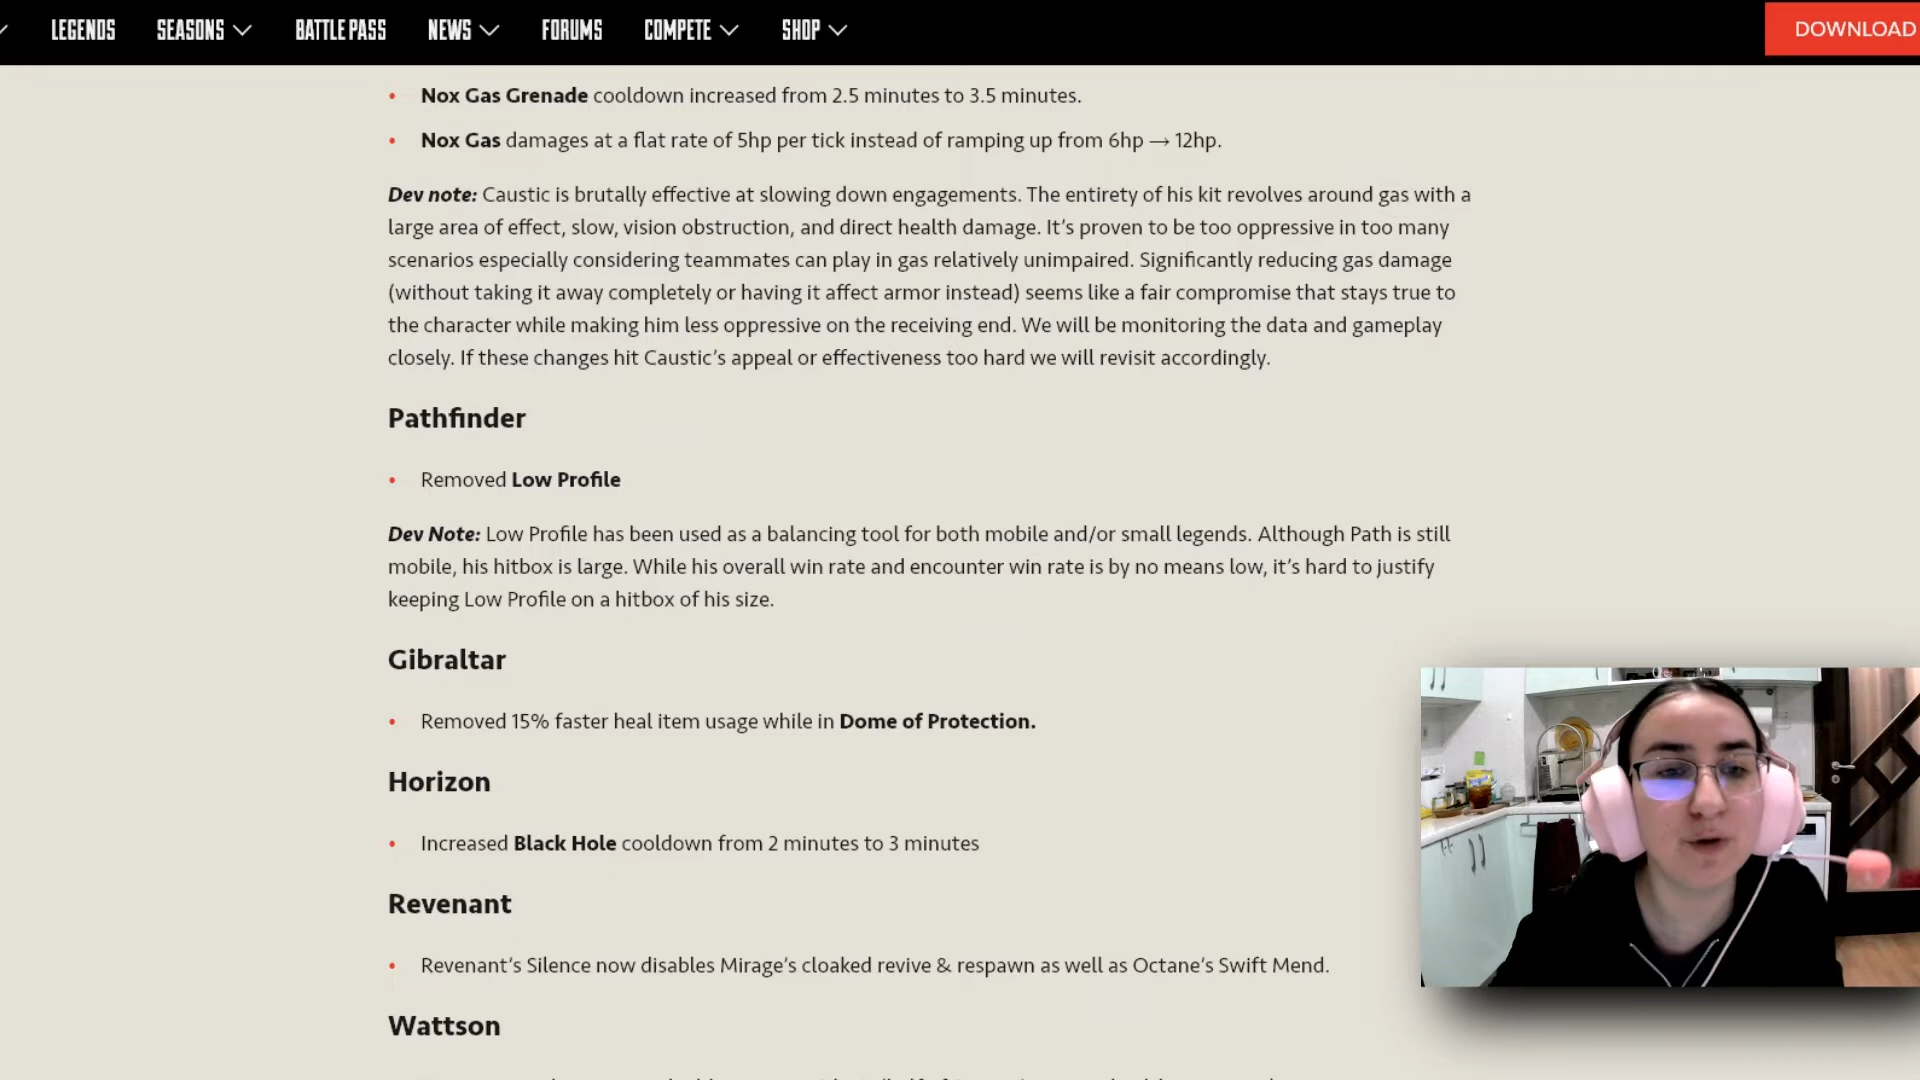 LEGENDS SEASONS BATTLE PASS NEWS FORUMS COMPETE SHOP DOWNLOAD
• Nox Gas Grenade cooldown increased from 2.5 minutes to 3.5 minutes.
• Nox Gas damages at a flat rate of 5hp per tick instead of ramping up from 6hp → 12hp.
Dev note: Caustic is brutally effective at slowing down engagements. The entirety of his kit revolves around gas with a
large area of effect, slow, vision obstruction, and direct health damage. It’s proven to be too oppressive in too many
scenarios especially considering teammates can play in gas relatively unimpaired. Significantly reducing gas damage
(without taking it away completely or having it affect armor instead) seems like a fair compromise that stays true to
the character while making him less oppressive on the receiving end. We will be monitoring the data and gameplay
closely. If these changes hit Caustic’s appeal or effectiveness too hard we will revisit accordingly.
Pathfinder
• Removed Low Profile
Dev Note: Low Profile has been used as a balancing tool for both mobile and/or small legends. Although Path is still
mobile, his hitbox is large. While his overall win rate and encounter win rate is by no means low, it’s hard to justify
keeping Low Profile on a hitbox of his size.
Gibraltar
• Removed 15% faster heal item usage while in Dome of Protection.
Horizon
• Increased Black Hole cooldown from 2 minutes to 3 minutes
Revenant
• Revenant’s Silence now disables Mirage’s cloaked revive & respawn as well as Octane’s Swift Mend.
Wattson